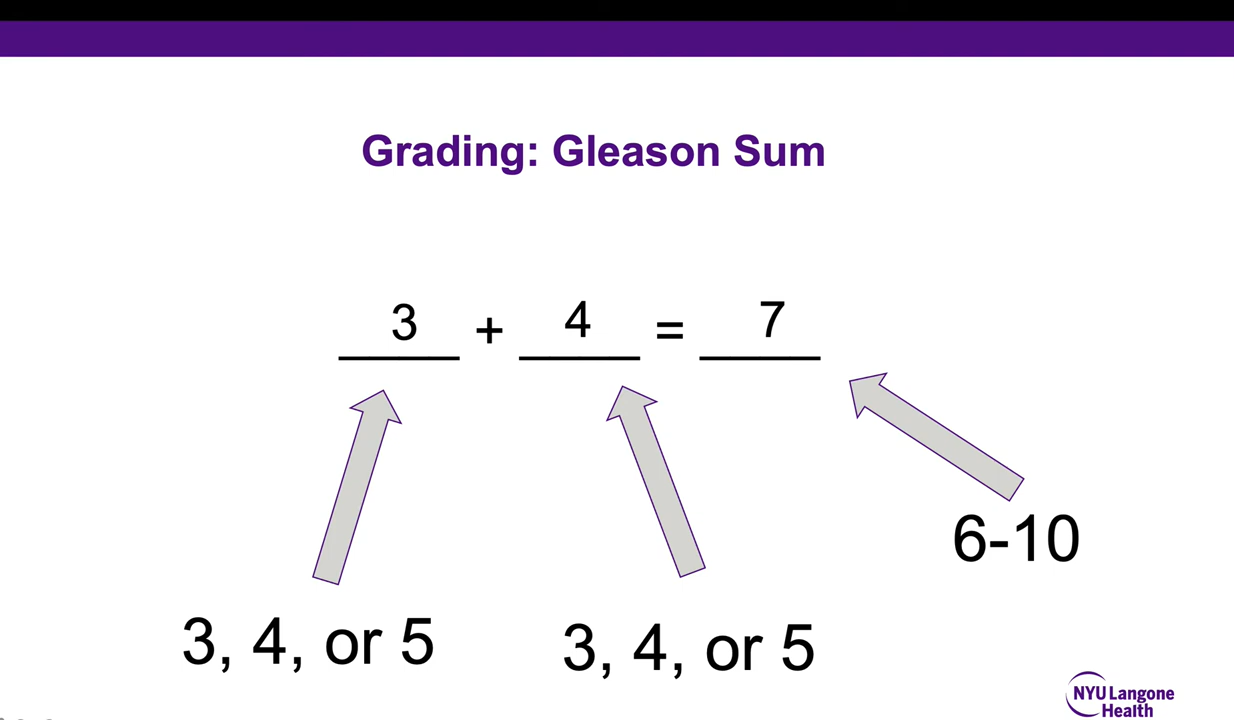 Grading: Gleason Sum
3 + 4 = 7
6-10
3, 4, or 5
3, 4, or 5
NYU Langone
Health